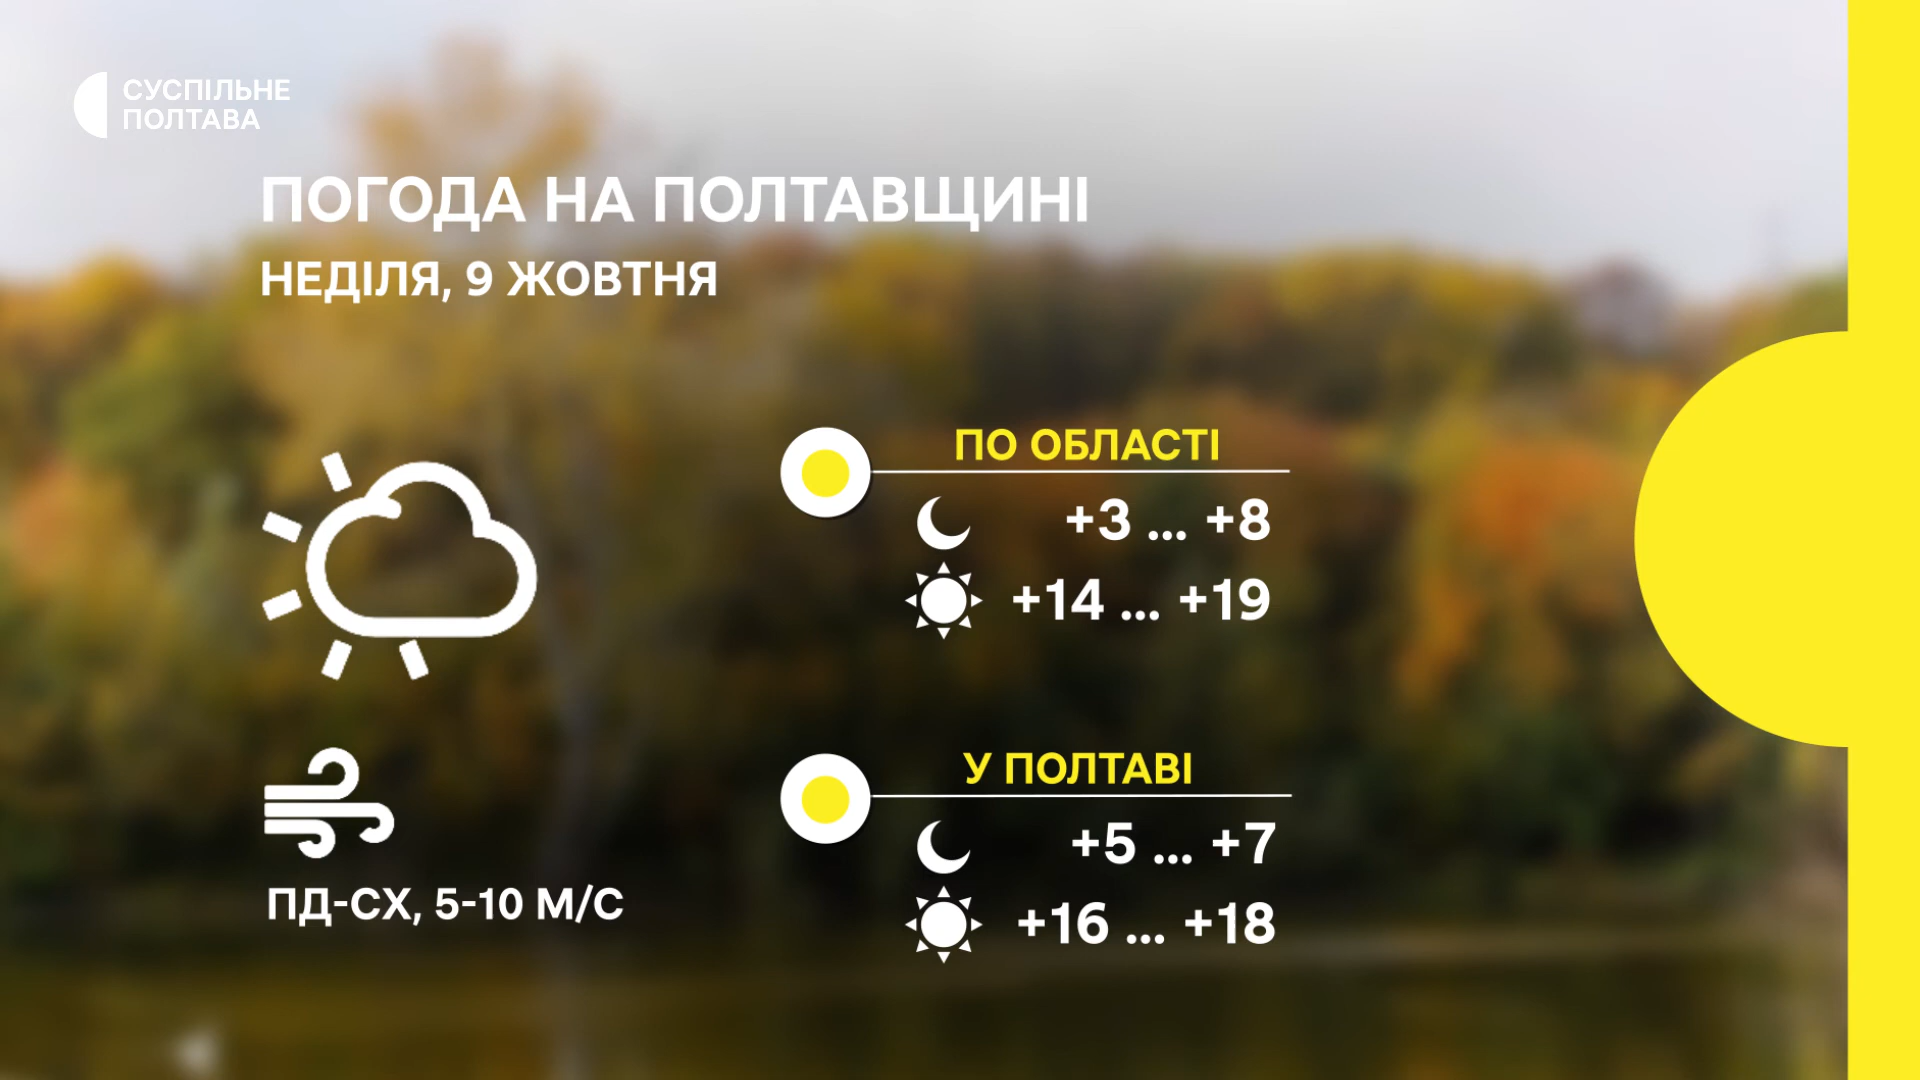 СУСПІЛЬНЕ
ПОЛТАВА
ПОГОДА НА ПОЛТАВЩИНІ
НЕДІЛЯ, 9 ЖОВТНЯ
ПО ОБЛАСТІ
+3 ... +8
+14 ... +19
У ПОЛТАВІ
+5 ... +7
+16 ... +18
ПД-СХ, 5-10 М/С